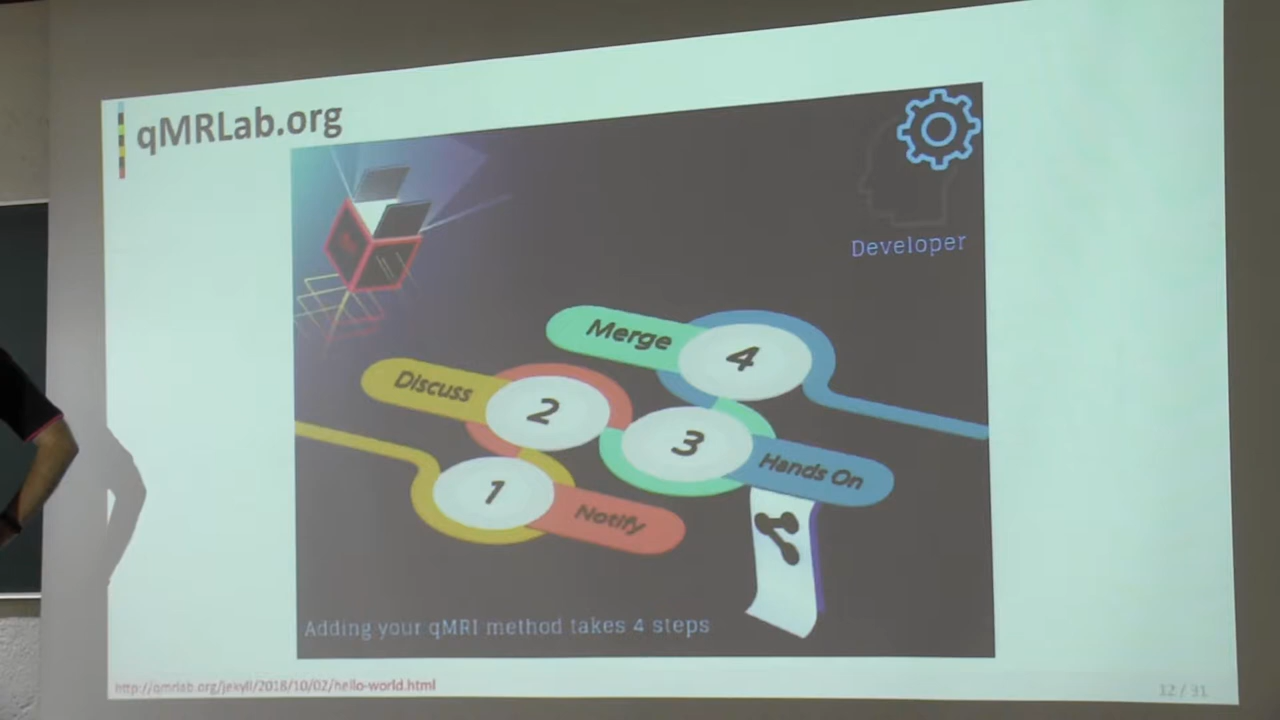 qMRLab.org
Developer
Merge 4
Discuss 2
3 Hands On
1 Notify
Adding your qMRI method takes 4 steps
http://qmrlab.org/jekyll/2018/10/02/hello-world.html
12 / 31